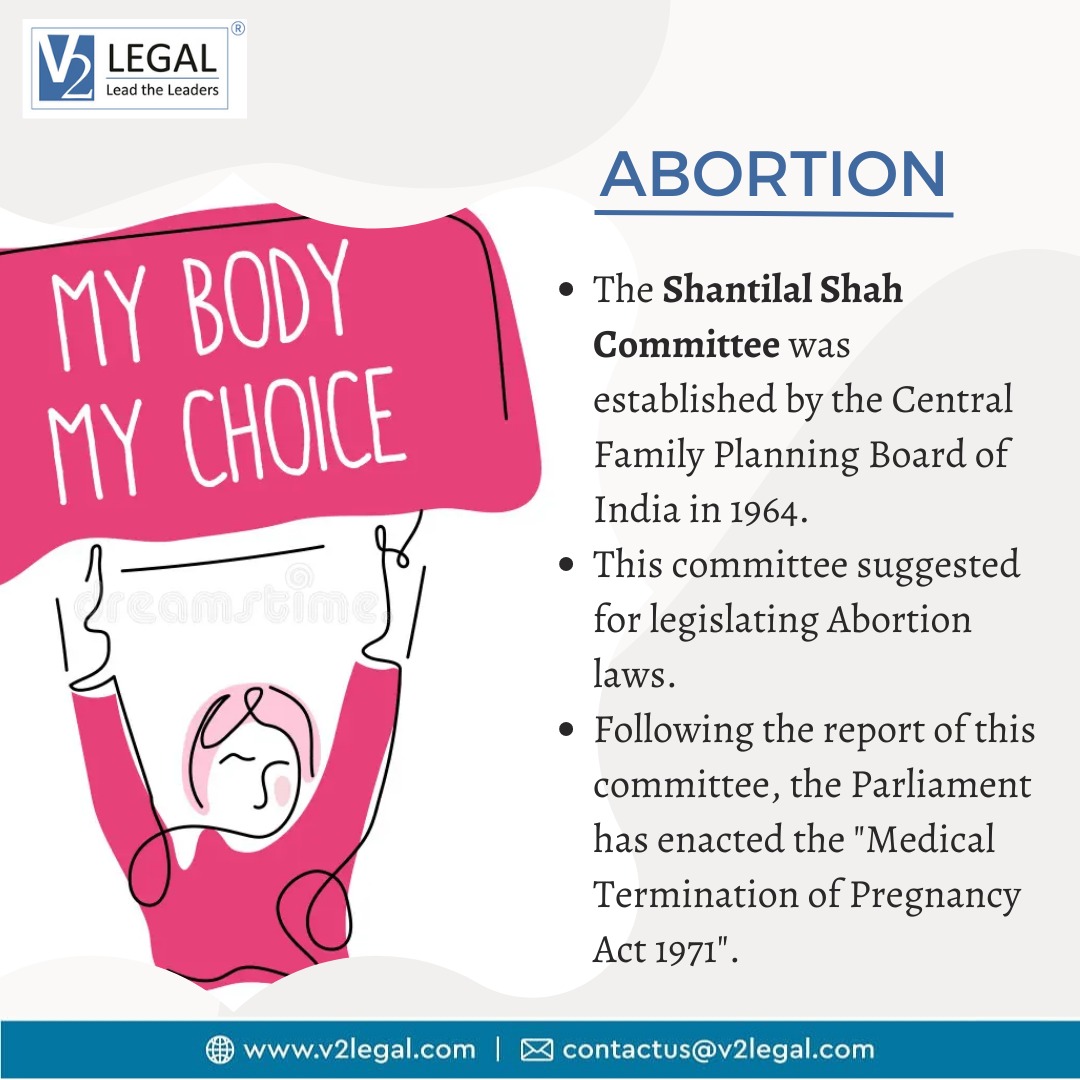 V2 LEGAL ®
Lead the Leaders
ABORTION
MY BODY
MY CHOICE
• The Shantilal Shah
Committee was
established by the Central
Family Planning Board of
India in 1964.
• This committee suggested
for legislating Abortion
laws.
• Following the report of this
committee, the Parliament
has enacted the "Medical
Termination of Pregnancy
Act 1971".
dreamstime.
www.v2legal.com | contactus@v2legal.com